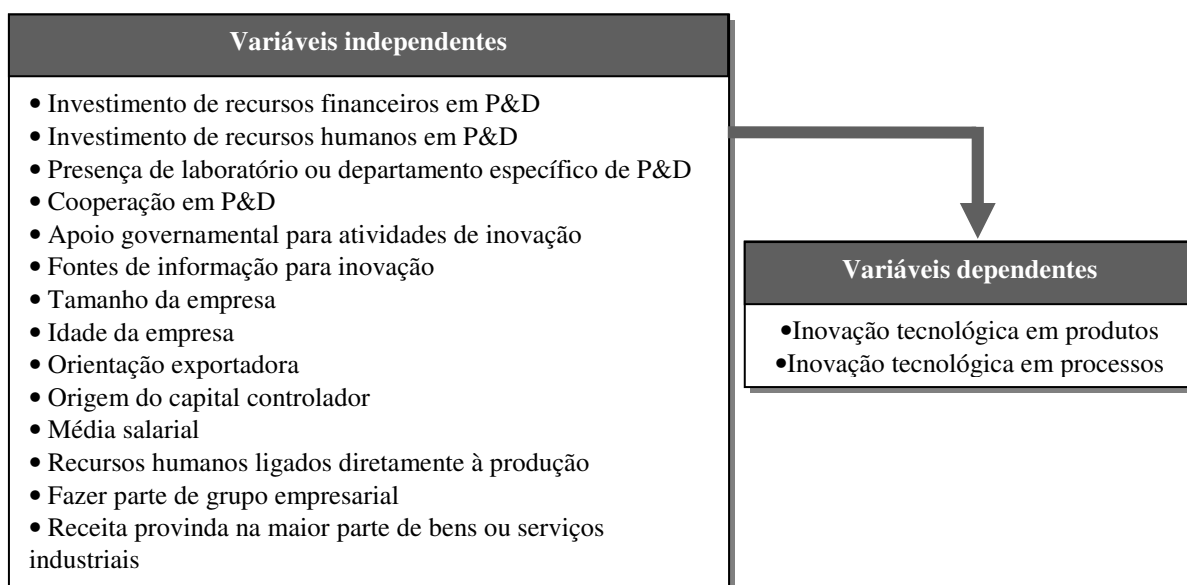 Variáveis independentes
• Investimento de recursos financeiros em P&D
• Investimento de recursos humanos em P&D
• Presença de laboratório ou departamento específico de P&D
• Cooperação em P&D
• Apoio governamental para atividades de inovação
• Fontes de informação para inovação
• Tamanho da empresa
• Idade da empresa
• Orientação exportadora
• Origem do capital controlador
• Média salarial
• Recursos humanos ligados diretamente à produção
• Fazer parte de grupo empresarial
• Receita provinda na maior parte de bens ou serviços
industriais
Variáveis dependentes
•Inovação tecnológica em produtos
•Inovação tecnológica em processos